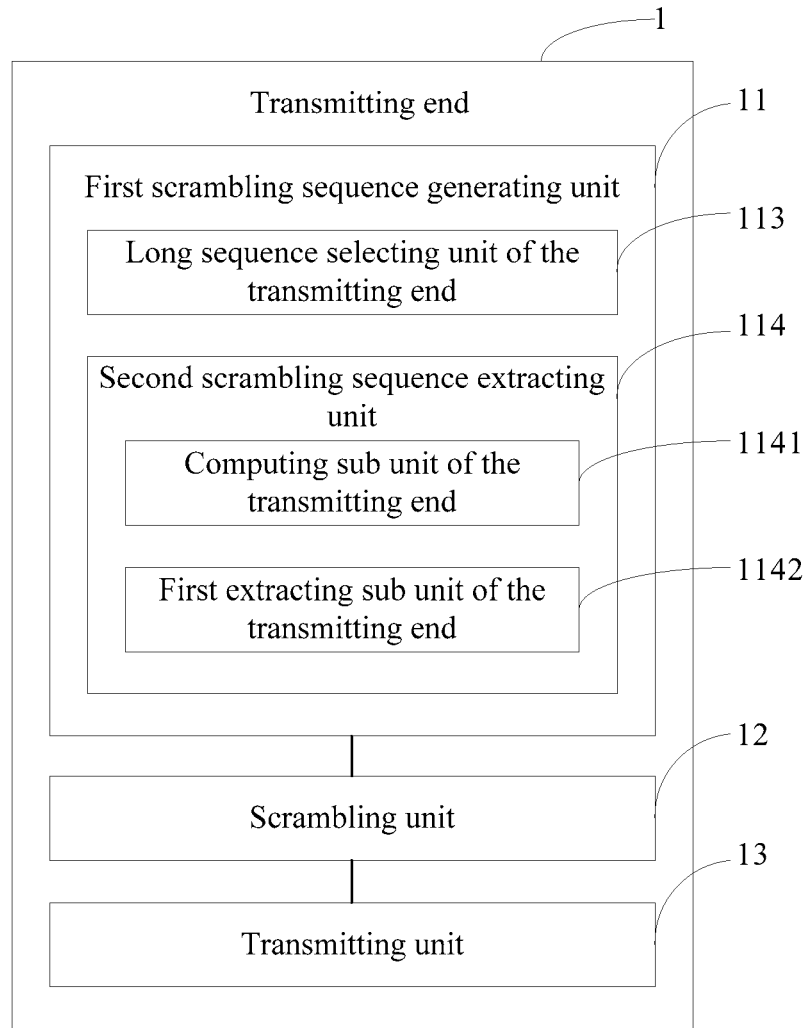 1
Transmitting end
11
First scrambling sequence generating unit
113
Long sequence selecting unit of the
transmitting end
114
Second scrambling sequence extracting
unit
1141
Computing sub unit of the
transmitting end
1142
First extracting sub unit of the
transmitting end
12
Scrambling unit
13
Transmitting unit